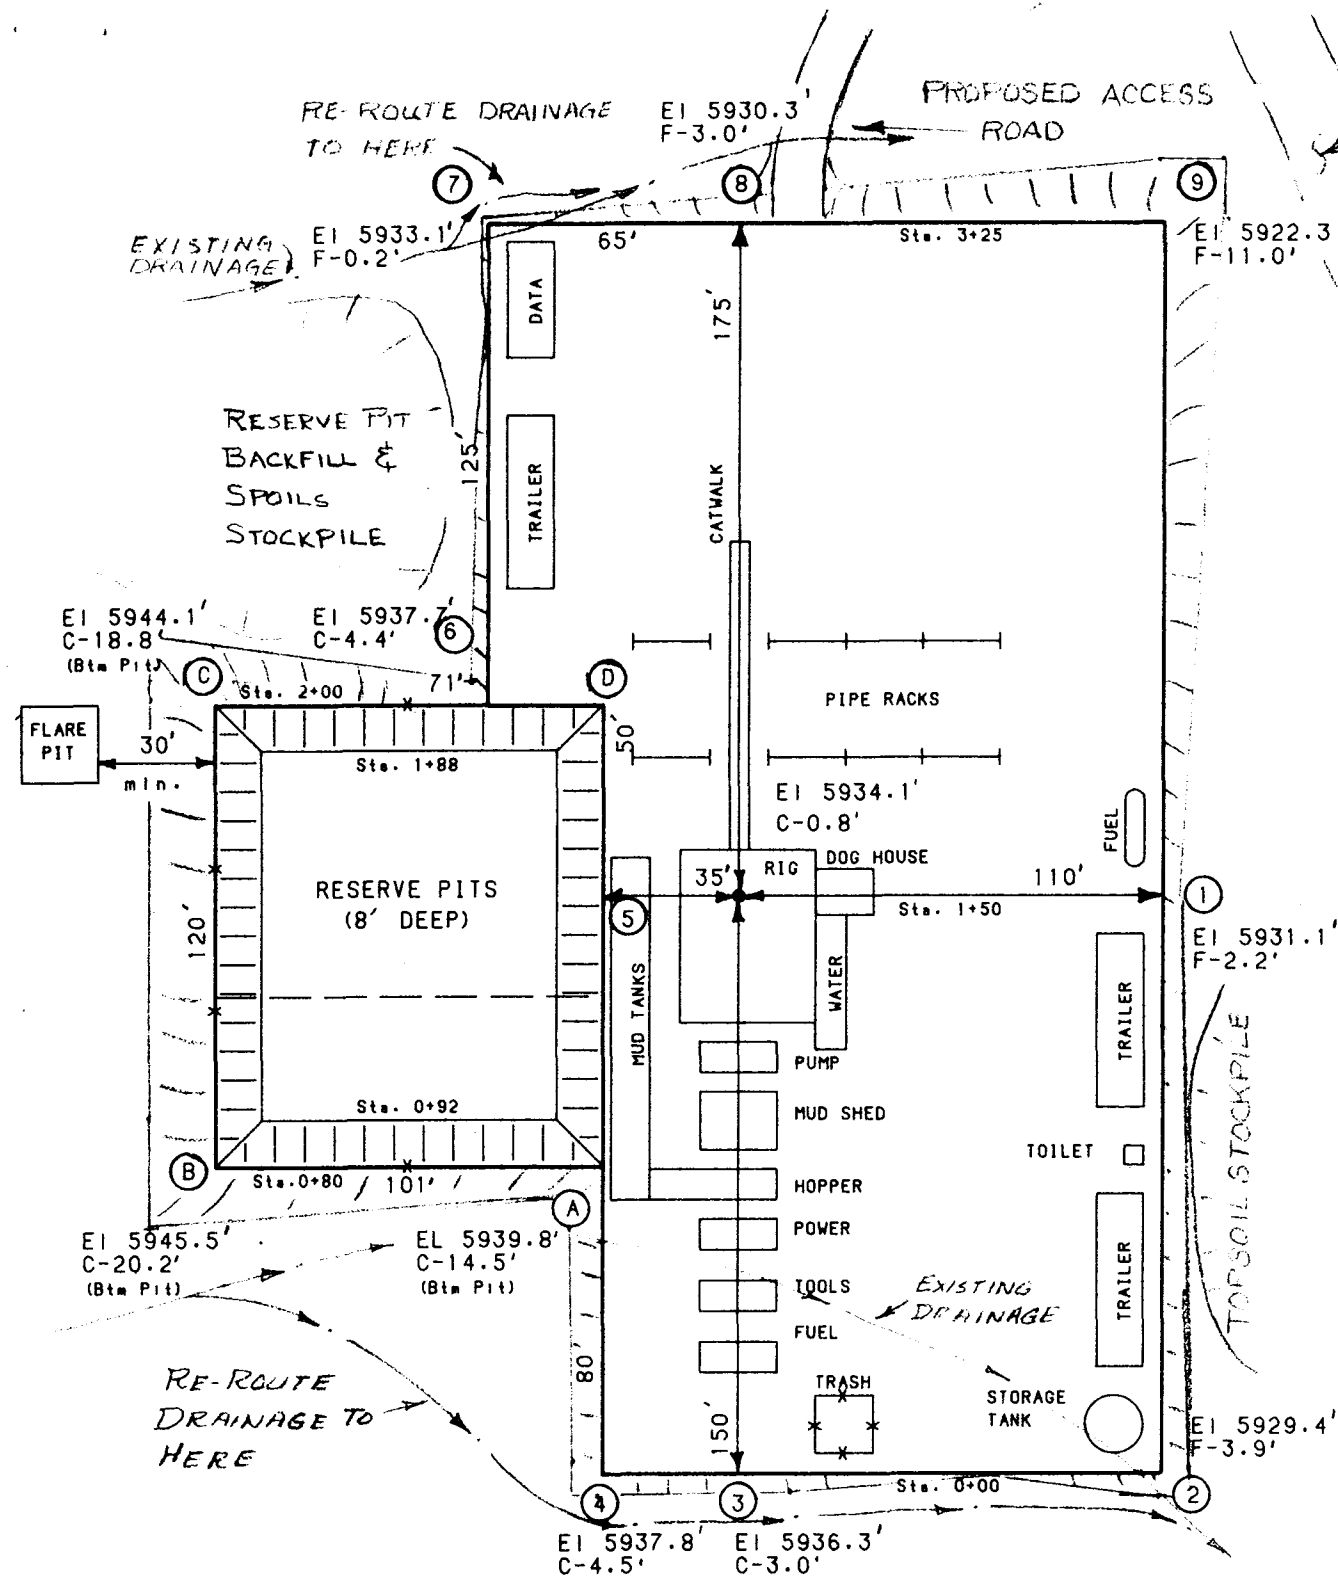 PROPOSED ACCESS
ROAD
RE-ROUTE DRAINAGE
TO HERE
El 5930.3'
F-3.0'
7
8
9
EXISTING
DRAINAGE
El 5933.1'
F-0.2'
65'
Sta. 3+25
El 5922.3
F-11.0'
DATA
175'
RESERVE PIT
BACKFILL &
SPOILS
STOCKPILE
125'
TRAILER
CATWALK
El 5944.1'
C-18.8'
(Btm Pit)
El 5937.7'
C-4.4'
6
C
Sta. 2+00
71'
D
PIPE RACKS
FLARE
PIT
30'
min.
50'
Sta. 1+88
El 5934.1'
C-0.8'
FUEL
RESERVE PITS
(8' DEEP)
35'
RIG
DOG HOUSE
110'
Sta. 1+50
1
5
120'
El 5931.1'
F-2.2'
MUD TANKS
WATER
TRAILER
TOPSOIL STOCKPILE
PUMP
Sta. 0+92
MUD SHED
TOILET
B
Sta.0+80
101'
HOPPER
A
El 5945.5'
C-20.2'
(Btm Pit)
EL 5939.8'
C-14.5'
(Btm Pit)
POWER
TOOLS
EXISTING
DRAINAGE
TRAILER
FUEL
80'
RE-ROUTE
DRAINAGE TO
HERE
TRASH
STORAGE
TANK
150'
El 5929.4'
F-3.9'
Sta. 0+00
4
3
2
El 5937.8'
C-4.5'
El 5936.3'
C-3.0'